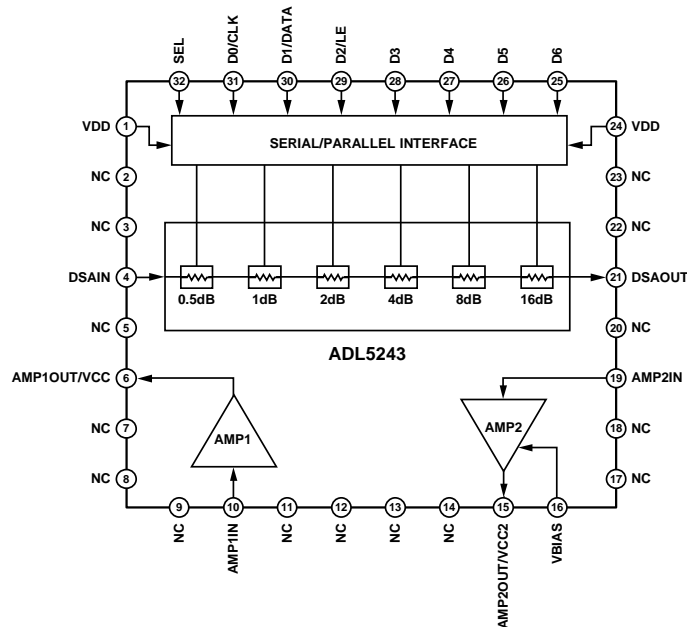 SEL
D0/CLK
D1/DATA
D2/LE
D3
D4
D5
D6
32
31
30
29
28
27
26
25
VDD 1
SERIAL/PARALLEL INTERFACE
24 VDD
NC 2
23 NC
NC 3
22 NC
DSAIN 4
21 DSAOUT
0.5dB
1dB
2dB
4dB
8dB
16dB
NC 5
20 NC
ADL5243
AMP1OUT/VCC 6
19 AMP2IN
AMP1
AMP2
NC 7
18 NC
NC 8
17 NC
9
10
11
12
13
14
15
16
NC
AMP1IN
NC
NC
NC
NC
AMP2OUT/VCC2
VBIAS